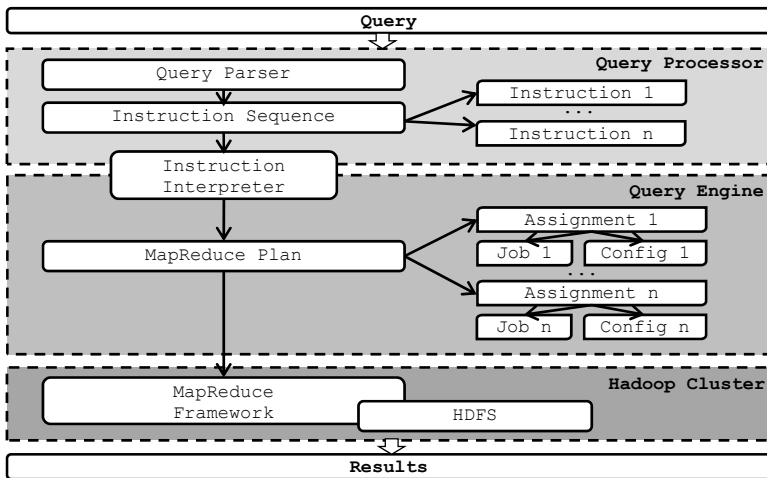 Query
Query Processor
Query Parser
Instruction Sequence
Instruction 1
...
Instruction n
Instruction
Interpreter
Query Engine
MapReduce Plan
Assignment 1
Job 1
Config 1
...
Assignment n
Job n
Config n
Hadoop Cluster
MapReduce
Framework
HDFS
Results